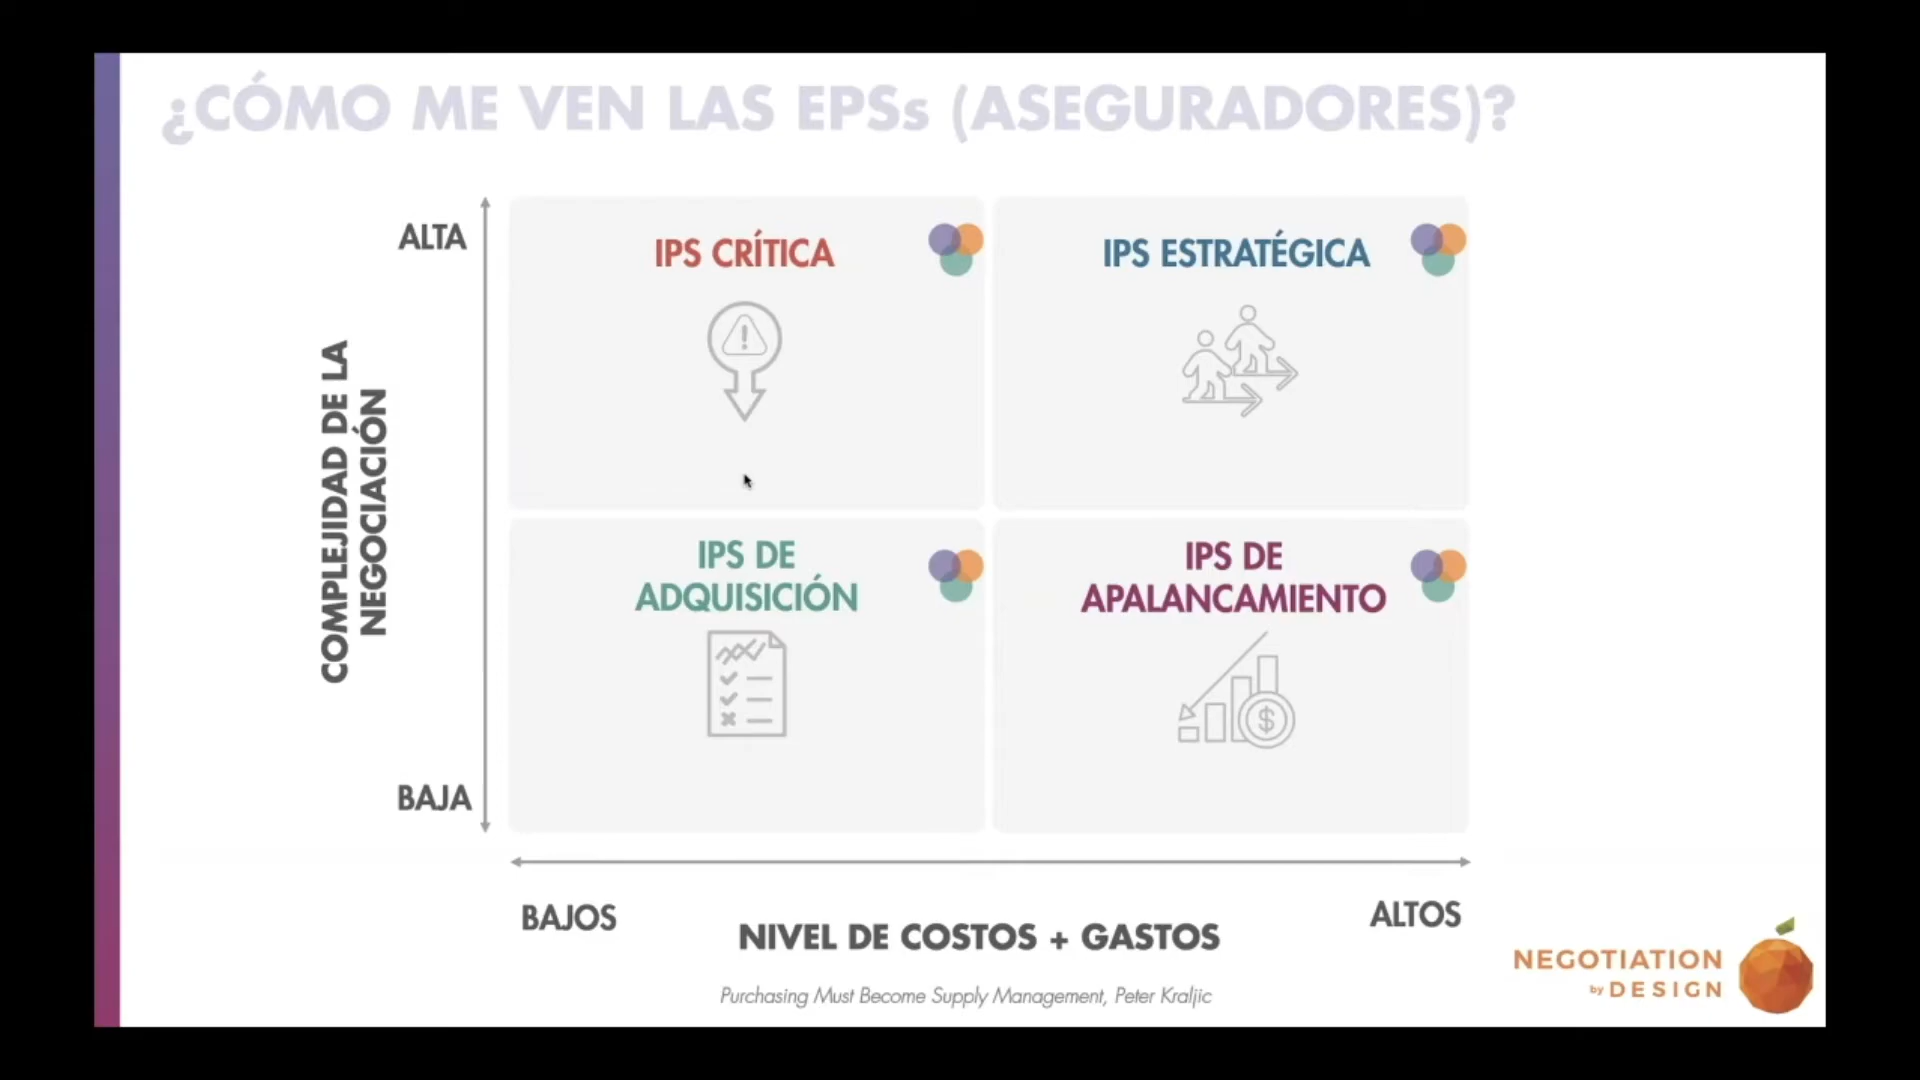 ¿CÓMO ME VEN LAS EPSs (ASEGURADORES)?
ALTA
COMPLEJIDAD DE LA
NEGOCIACIÓN
BAJA
IPS CRÍTICA
IPS ESTRATÉGICA
IPS DE
ADQUISICIÓN
IPS DE
APALANCAMIENTO
$
BAJOS
ALTOS
NIVEL DE COSTOS + GASTOS
Purchasing Must Become Supply Management, Peter Kraljic
NEGOTIATION
by DESIGN